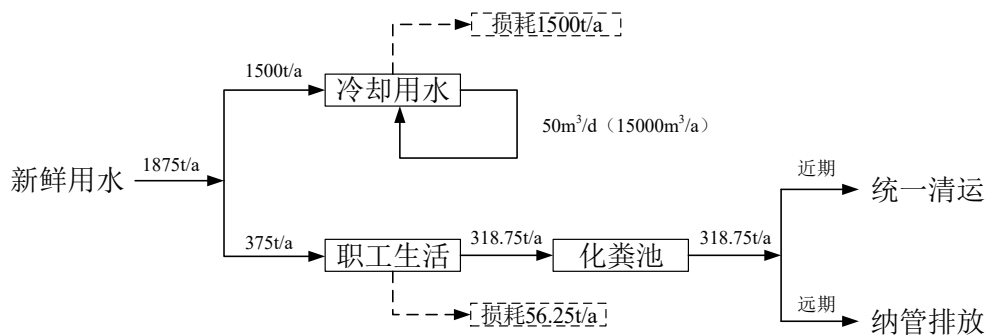 损耗1500t/a
1500t/a
冷却用水
50m³/d（15000m³/a）
新鲜用水
1875t/a
近期
统一清运
375t/a
职工生活
318.75t/a
化粪池
318.75t/a
损耗56.25t/a
远期
纳管排放